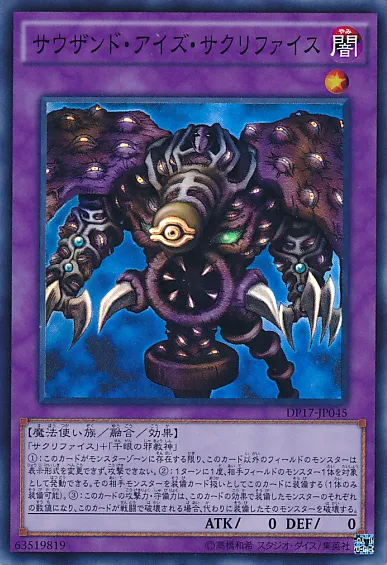 サウザンド・アイズ・サクリファイス
闇
DP17-JP045
【魔法使い族/融合/効果】
「サクリファイス」+「千眼の邪教神」
①:このカードがモンスターゾーンに存在する限り、このカード以外のフィールドのモンスター
は表示形式を変更できず、攻撃できない。②:1ターンに1度、相手フィールドのモンスター1体を対象
として発動できる。その相手モンスターを装備カード扱いとしてこのカードに装備する(1体のみ
装備可能)。③:このカードの攻撃力・守備力は、このカードの効果で装備したモンスターのそれぞれ
の数値になり、このカードが戦闘で破壊される場合、代わりに装備したそのモンスターを破壊する。
ATK/ 0 DEF/ 0
63519819 ©高橋和希 スタジオ・ダイス/集英社